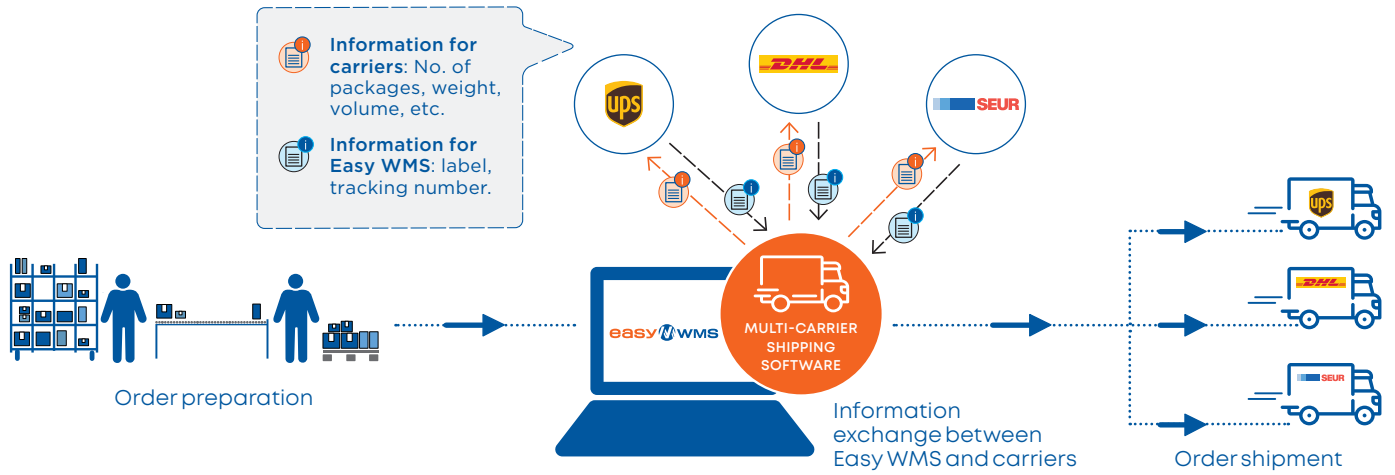 Information for
carriers: No. of
packages, weight,
volume, etc.
Information for
Easy WMS: label,
tracking number.
ups
DHL
SEUR
i
i
i
i
i
i
i
i
ups
DHL
SEUR
easy WMS
MULTI-CARRIER
SHIPPING
SOFTWARE
Order preparation
Information
exchange between
Easy WMS and carriers
Order shipment